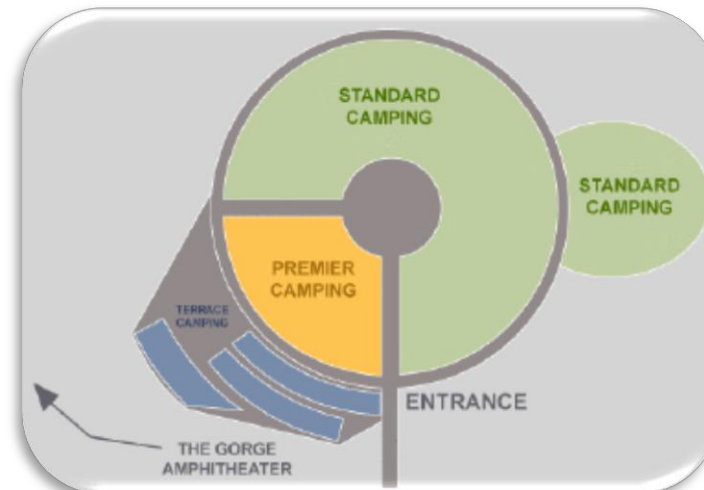 STANDARD
CAMPING
STANDARD
CAMPING
PREMIER
CAMPING
TERRACE
CAMPING
ENTRANCE
THE GORGE
AMPHITHEATER